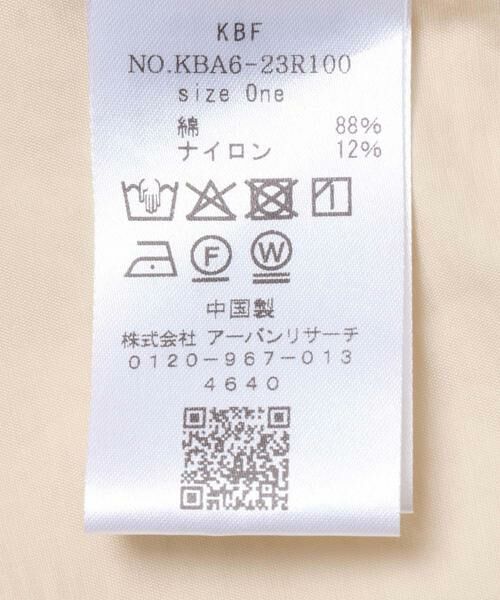 KBF
NO.KBA6-23R100
size One
綿 88%
ナイロン 12%
F W
中国製
株式会社 アーバンリサーチ
0120-967-013
4640